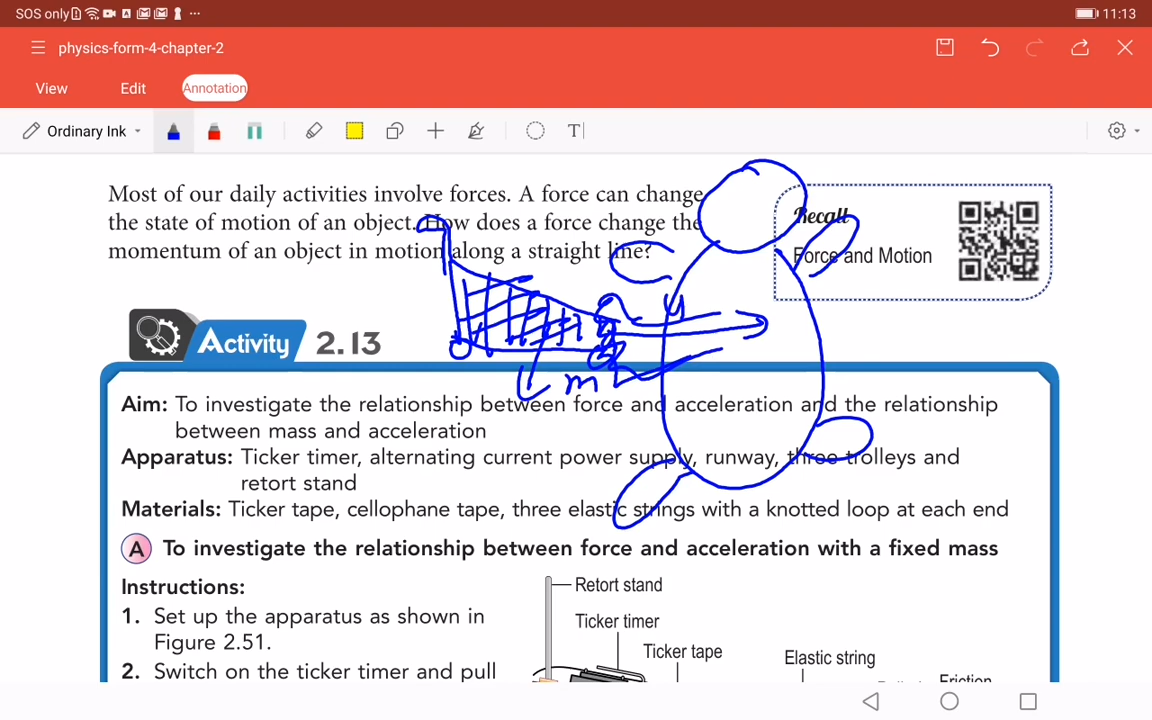 SOS only 11:13
physics-form-4-chapter-2
View Edit Annotation
Ordinary Ink T
Most of our daily activities involve forces. A force can change
the state of motion of an object. How does a force change the
momentum of an object in motion along a straight line?
Recall
Force and Motion
Activity 2.13
m
Aim: To investigate the relationship between force and acceleration and the relationship
between mass and acceleration
Apparatus: Ticker timer, alternating current power supply, runway, three trolleys and
retort stand
Materials: Ticker tape, cellophane tape, three elastic strings with a knotted loop at each end
A To investigate the relationship between force and acceleration with a fixed mass
Instructions:
1. Set up the apparatus as shown in
Figure 2.51.
2. Switch on the ticker timer and pull
Retort stand
Ticker timer
Ticker tape
Elastic string
Friction